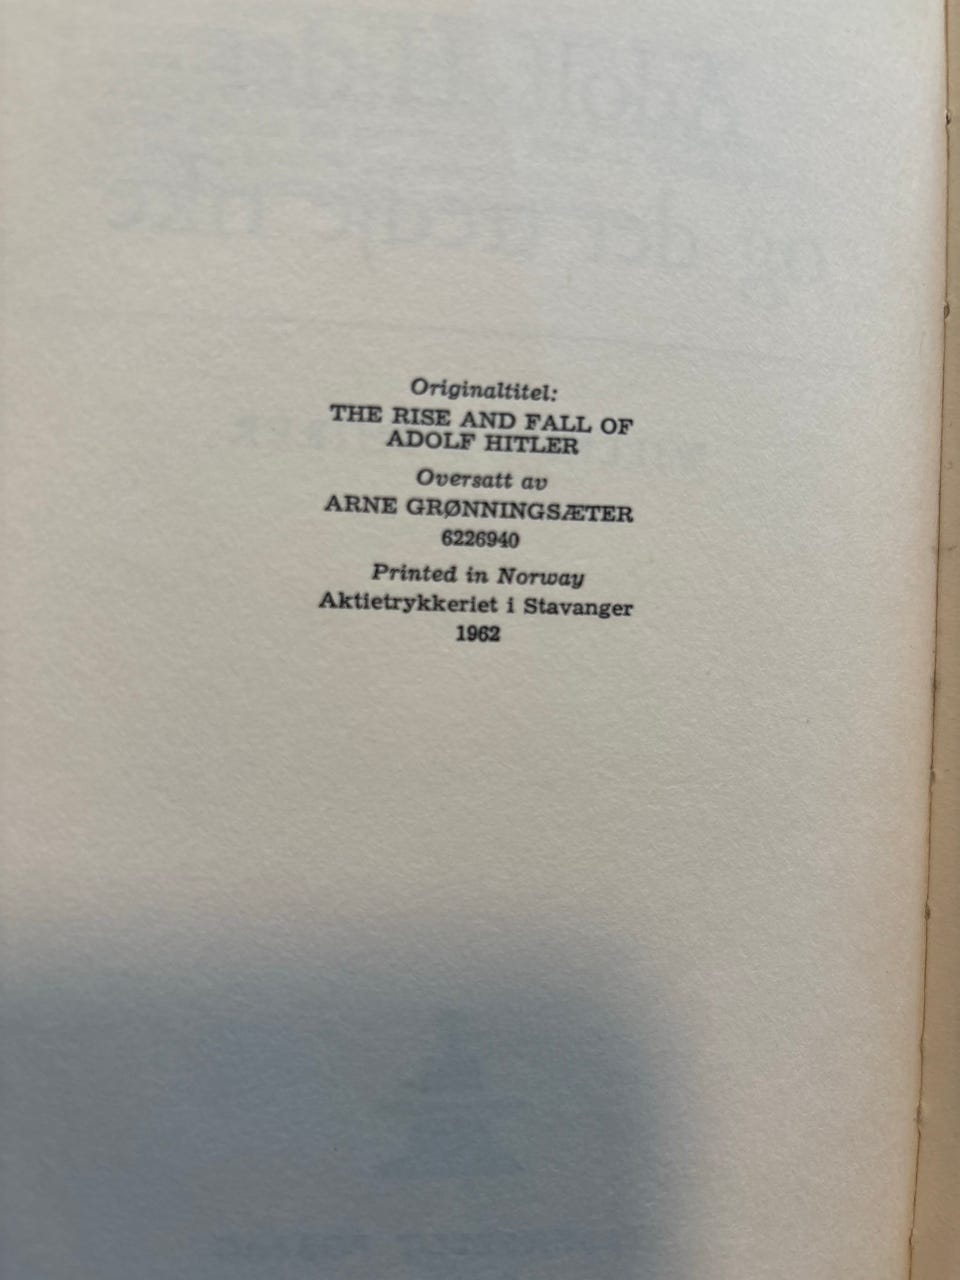 Originaltitel:
THE RISE AND FALL OF
ADOLF HITLER
Oversatt av
ARNE GRØNNINGSÆTER
6226940
Printed in Norway
Aktietrykkeriet i Stavanger
1962